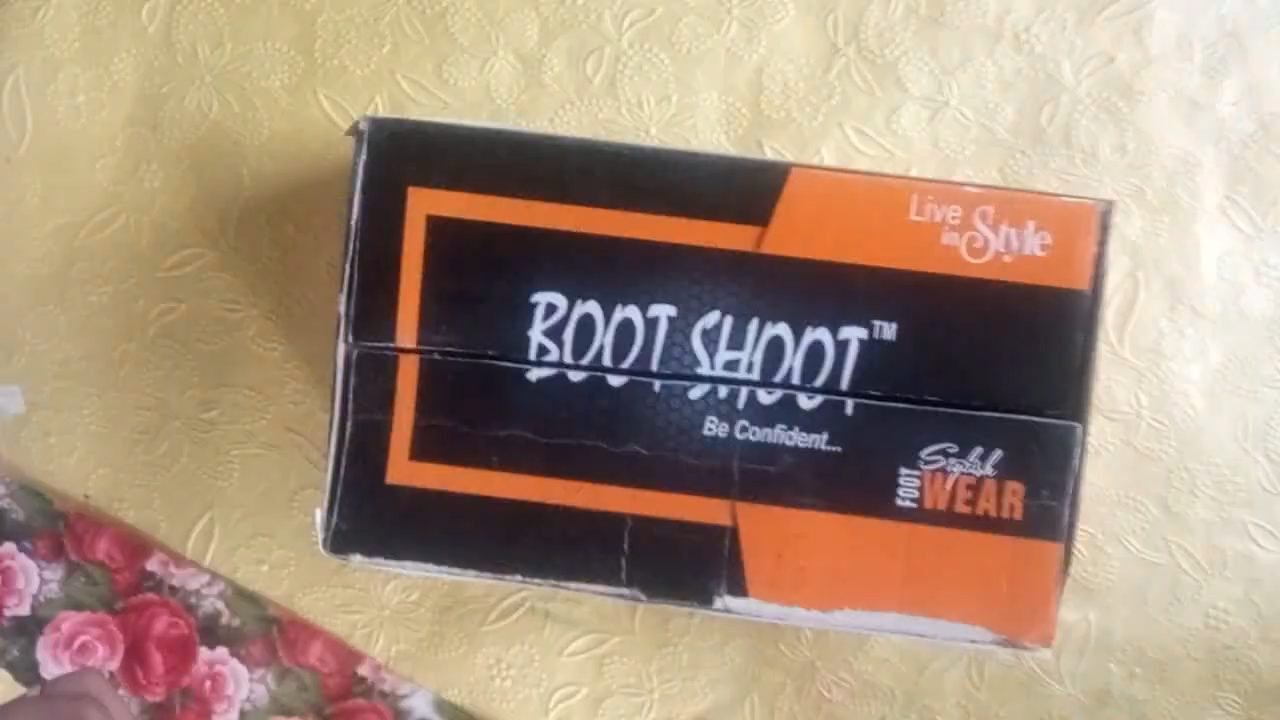 Live
in Style
BOOT SHOOT™
Be Confident...
Stylish
FOOT WEAR